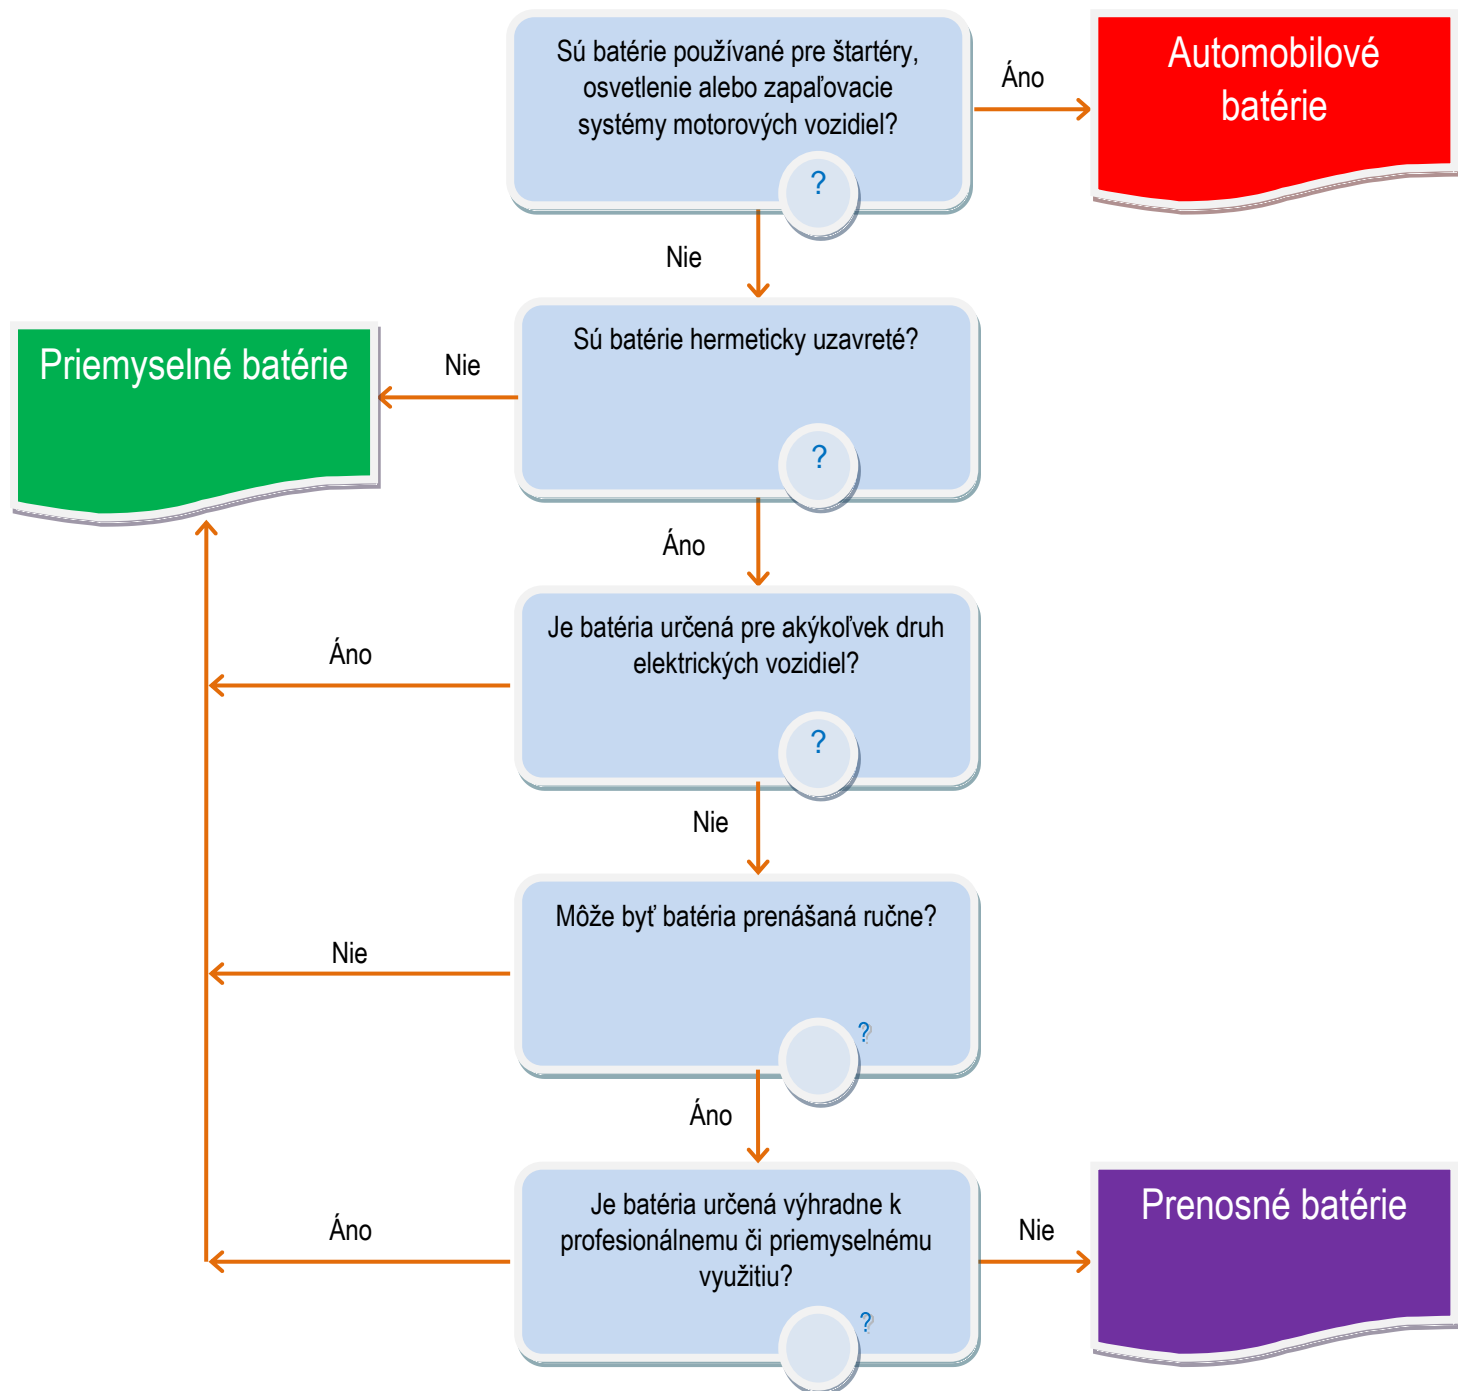 Sú batérie používané pre štartéry,
osvetlenie alebo zapaľovacie
systémy motorových vozidiel?
?
Áno
Automobilové
batérie
Nie
Sú batérie hermeticky uzavreté?
?
Nie
Priemyselné batérie
Áno
Je batéria určená pre akýkoľvek druh
elektrických vozidiel?
?
Áno
Nie
Môže byť batéria prenášaná ručne?
?
Nie
Áno
Je batéria určená výhradne k
profesionálnemu či priemyselnému
využitiu?
?
Áno
Nie
Prenosné batérie